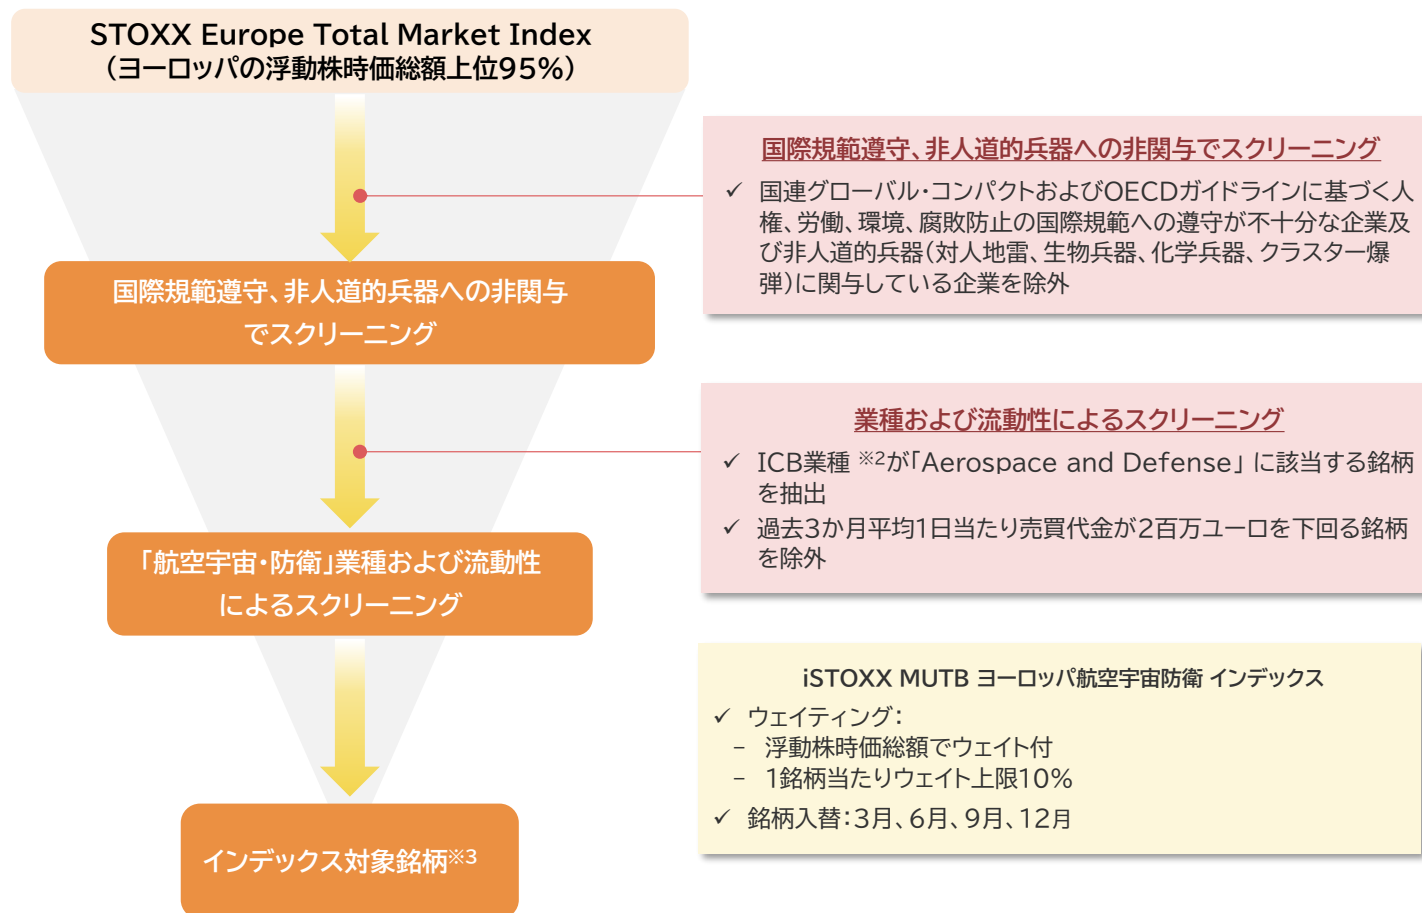 STOXX Europe Total Market Index
（ヨーロッパの浮動株時価総額上位95%）
国際規範遵守、非人道的兵器への非関与でスクリーニング
✓ 国連グローバル・コンパクトおよびOECDガイドラインに基づく人
権、労働、環境、腐敗防止の国際規範への遵守が不十分な企業及
び非人道的兵器（対人地雷、生物兵器、化学兵器、クラスター爆
弾）に関与している企業を除外
国際規範遵守、非人道的兵器への非関与
でスクリーニング
業種および流動性によるスクリーニング
✓ ICB業種 ※2が「Aerospace and Defense」 に該当する銘柄
を抽出
✓ 過去3か月平均1日当たり売買代金が2百万ユーロを下回る銘柄
を除外
「航空宇宙・防衛」業種および流動性
によるスクリーニング
iSTOXX MUTB ヨーロッパ航空宇宙防衛 インデックス
✓ ウェイティング：
– 浮動株時価総額でウェイト付
– 1銘柄当たりウェイト上限10%
✓ 銘柄入替：3月、6月、9月、12月
インデックス対象銘柄※3